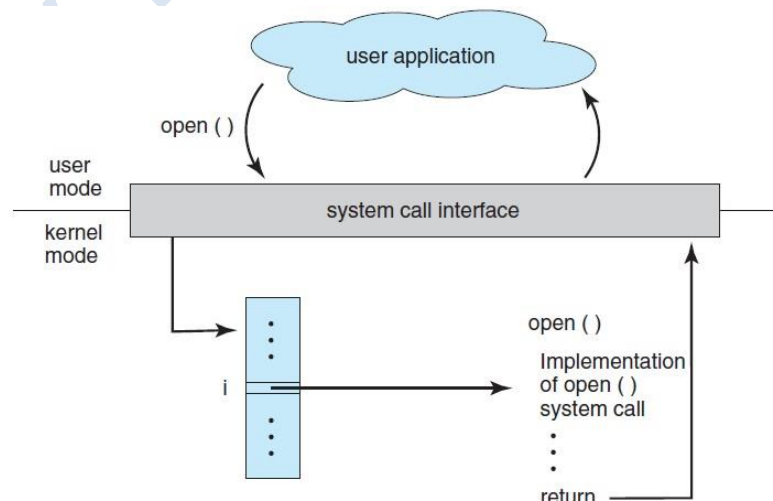 user application
open ( )
user
mode
system call interface
kernel
mode
i
open ( )
Implementation
of open ( )
system call
return